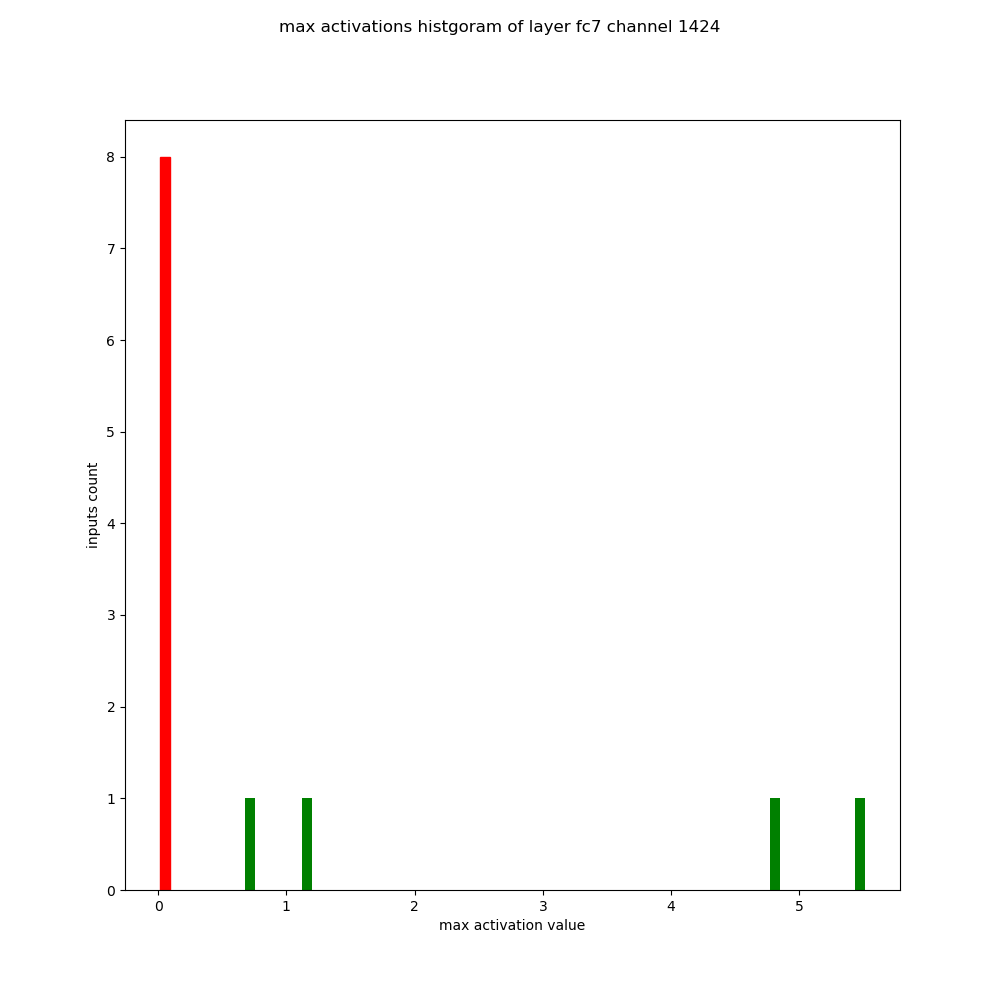 max activations histgoram of layer fc7 channel 1424
8
7
6
5
4
3
2
1
0
inputs count
0 1 2 3 4 5
max activation value